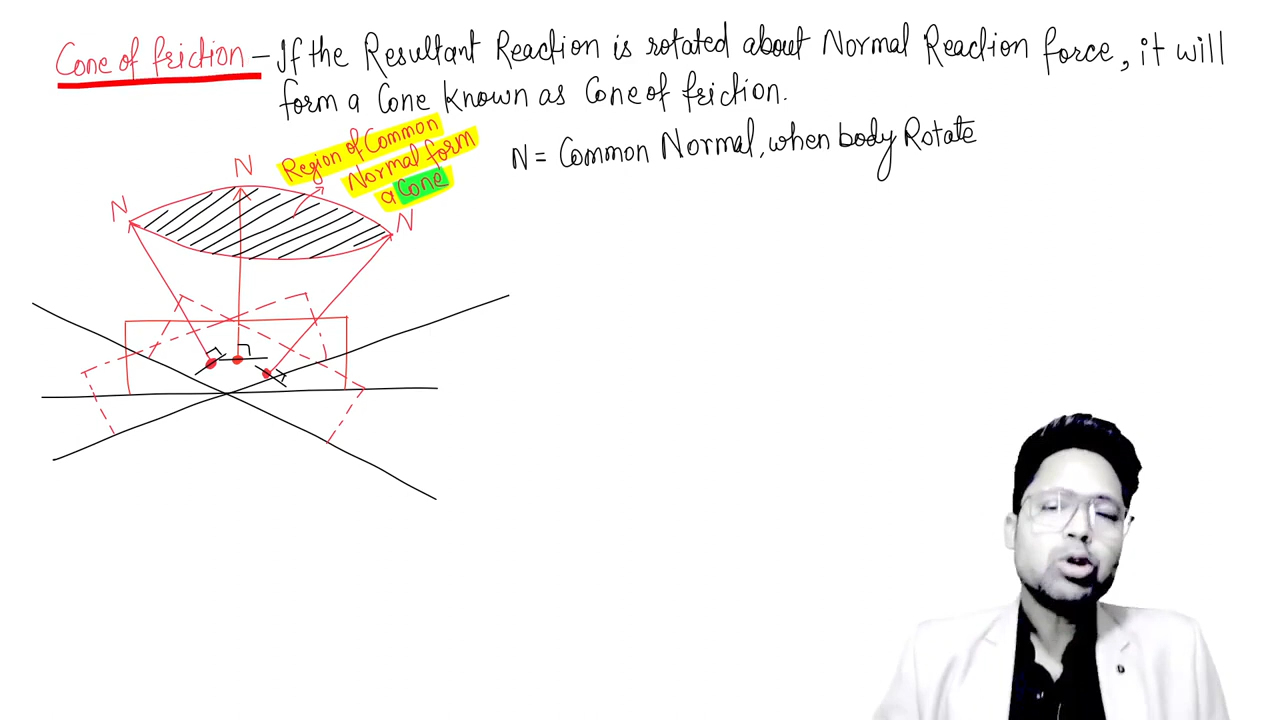 Cone of friction - If the Resultant Reaction is rotated about Normal Reaction force, it will
form a Cone known as Cone of friction.
N = Common Normal, when body Rotate
Region of Common
Normal form
a Cone
N
N
N